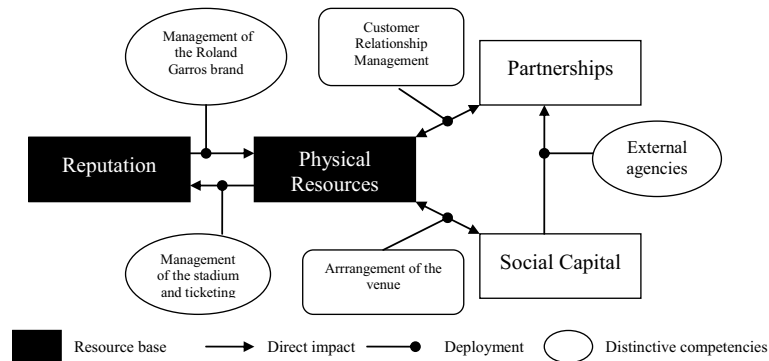 Management of
the Roland
Garros brand
Customer
Relationship
Management
Partnerships
Reputation
Physical
Resources
External
agencies
Management
of the stadium
and ticketing
Arrrangement of the
venue
Social Capital
Resource base
Direct impact
Deployment
Distinctive competencies